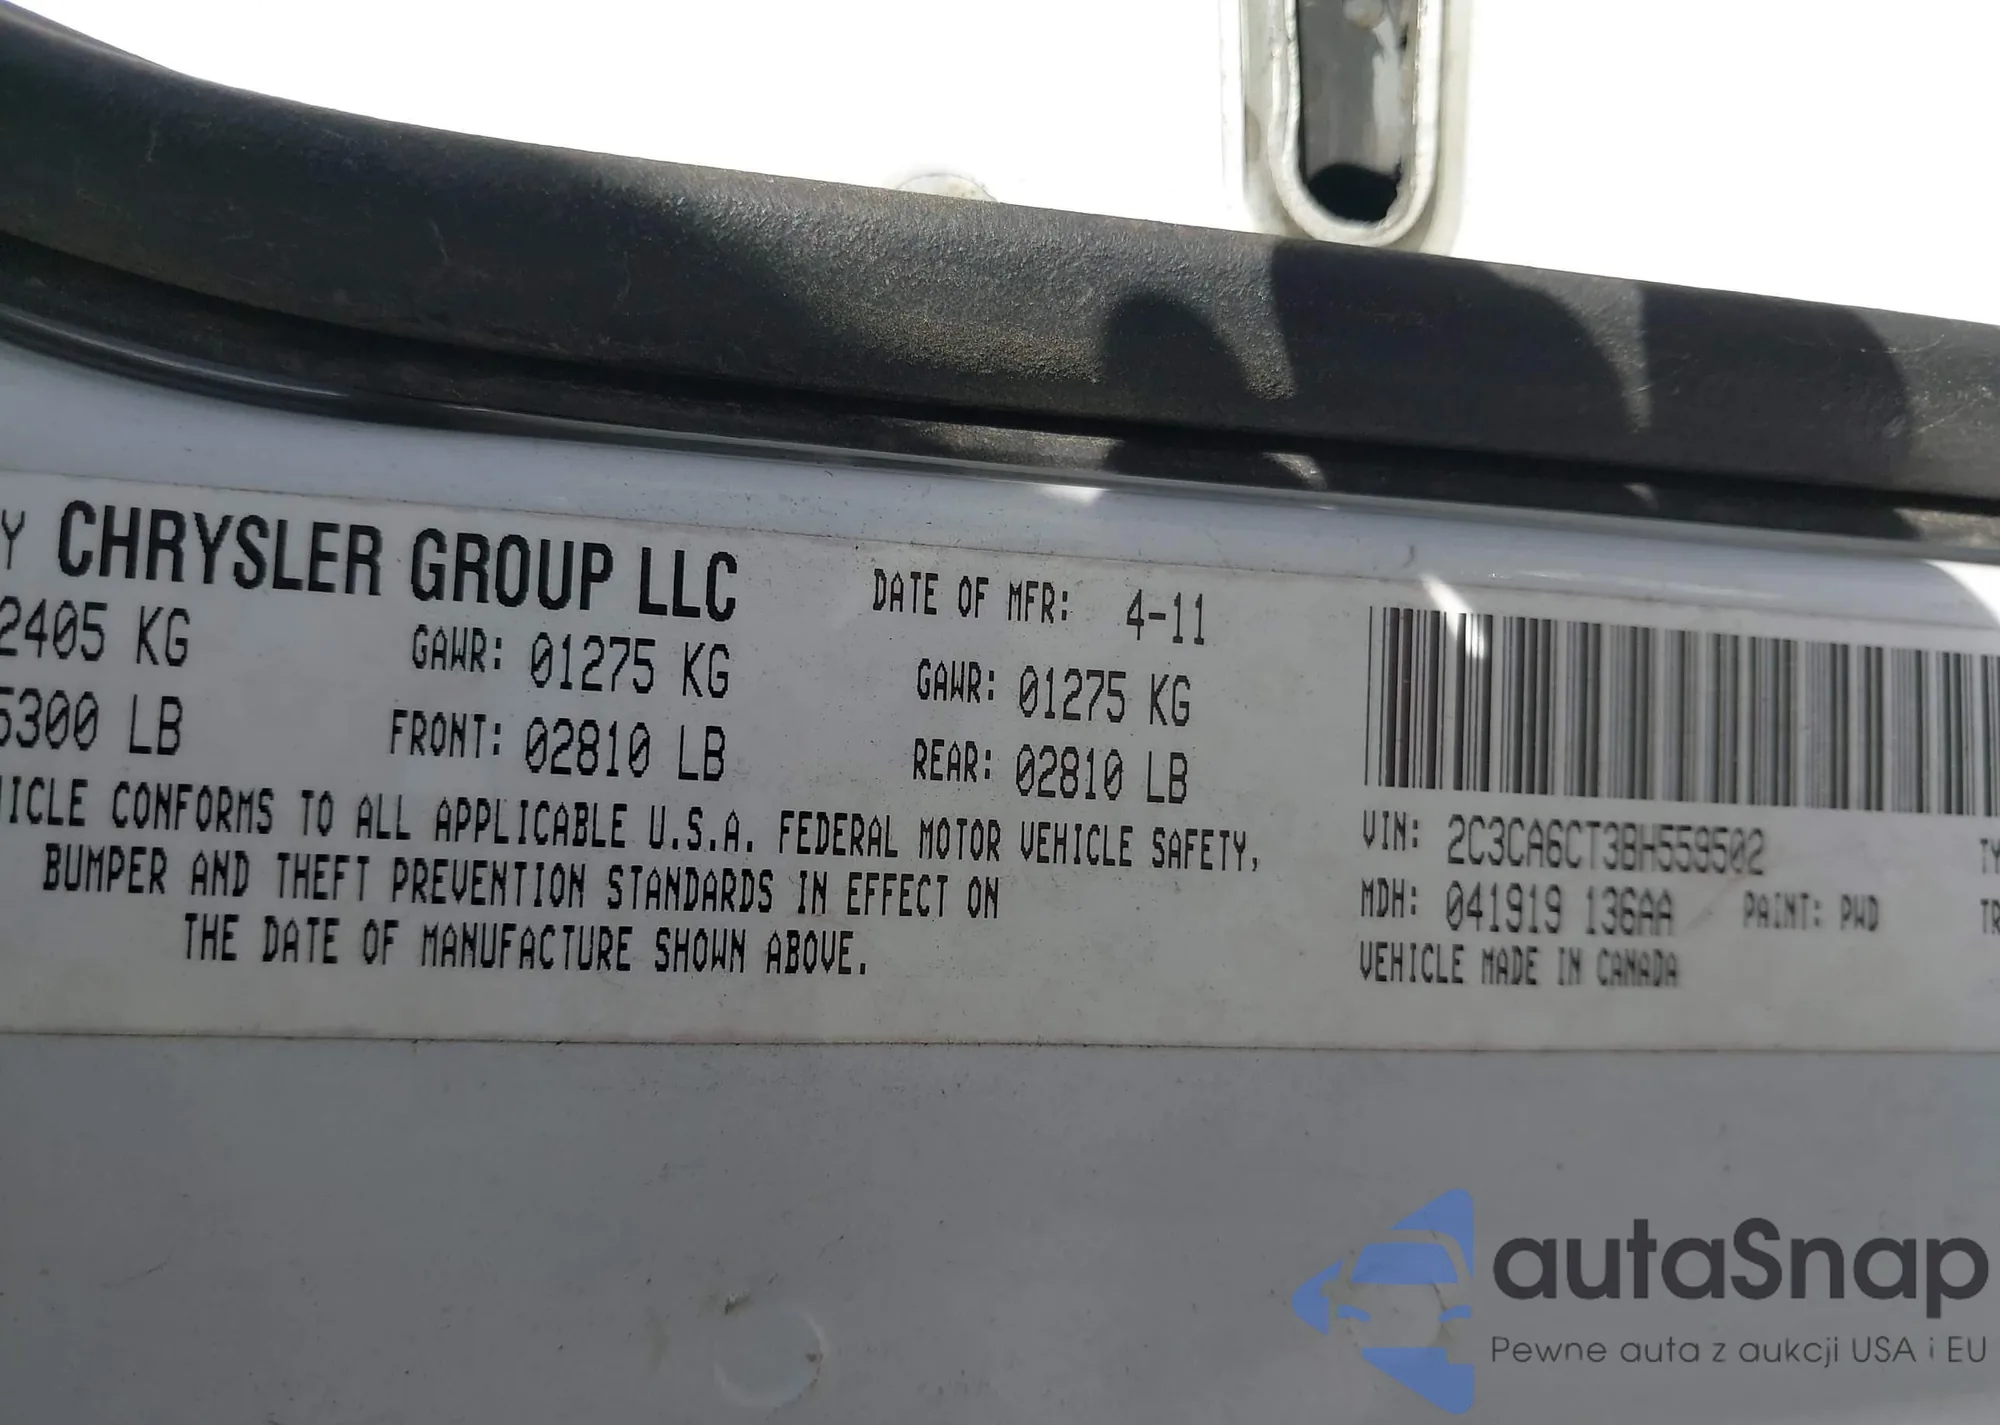 Y CHRYSLER GROUP LLC DATE OF MFR: 4-11
2405 KG GAWR: 01275 KG GAWR: 01275 KG
5300 LB FRONT: 02810 LB REAR: 02810 LB
ICLE CONFORMS TO ALL APPLICABLE U.S.A. FEDERAL MOTOR VEHICLE SAFETY,
BUMPER AND THEFT PREVENTION STANDARDS IN EFFECT ON
THE DATE OF MANUFACTURE SHOWN ABOVE.
VIN: 2C3CA6CT3BH559502 TY
MDH: 041919 136AA PAINT: PWD TR
VEHICLE MADE IN CANADA
autaSnap
Pewne auta z aukcji USA i EU